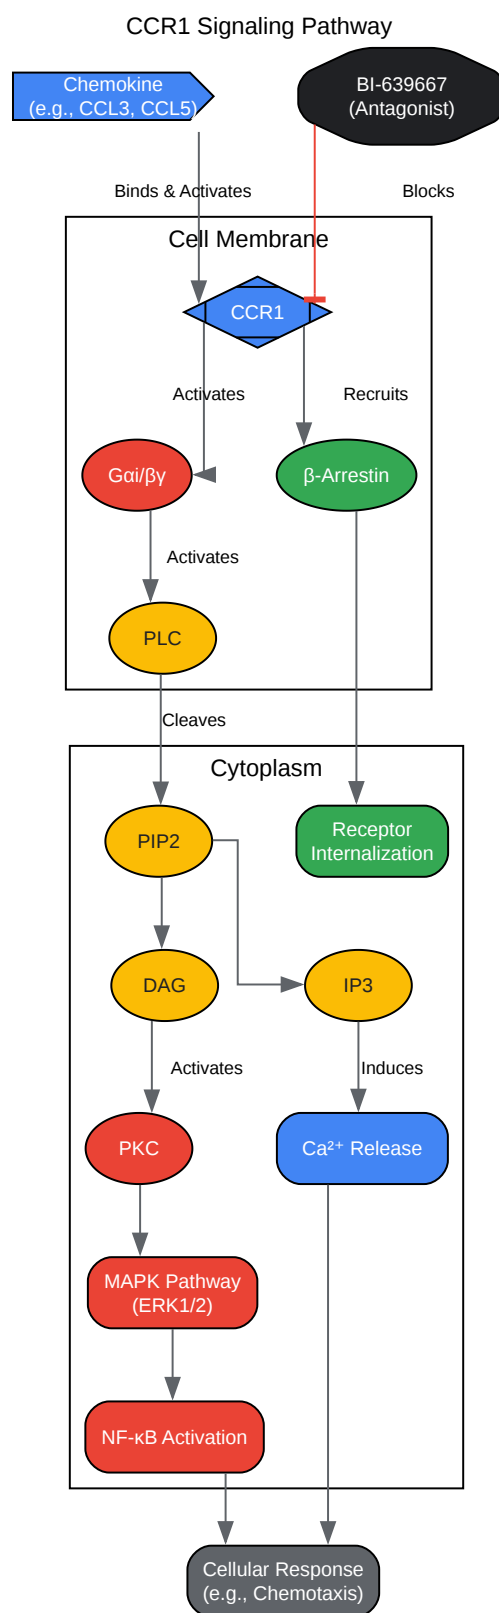 CCR1 Signaling Pathway
Chemokine
(e.g., CCL3, CCL5)
BI-639667
(Antagonist)
Binds & Activates
Blocks
Cell Membrane
CCR1
Activates
Recruits
Gαi/βγ
β-Arrestin
Activates
PLC
Cleaves
Cytoplasm
PIP2
Receptor
Internalization
DAG
IP3
Activates
Induces
PKC
Ca²⁺ Release
MAPK Pathway
(ERK1/2)
NF-κB Activation
Cellular Response
(e.g., Chemotaxis)